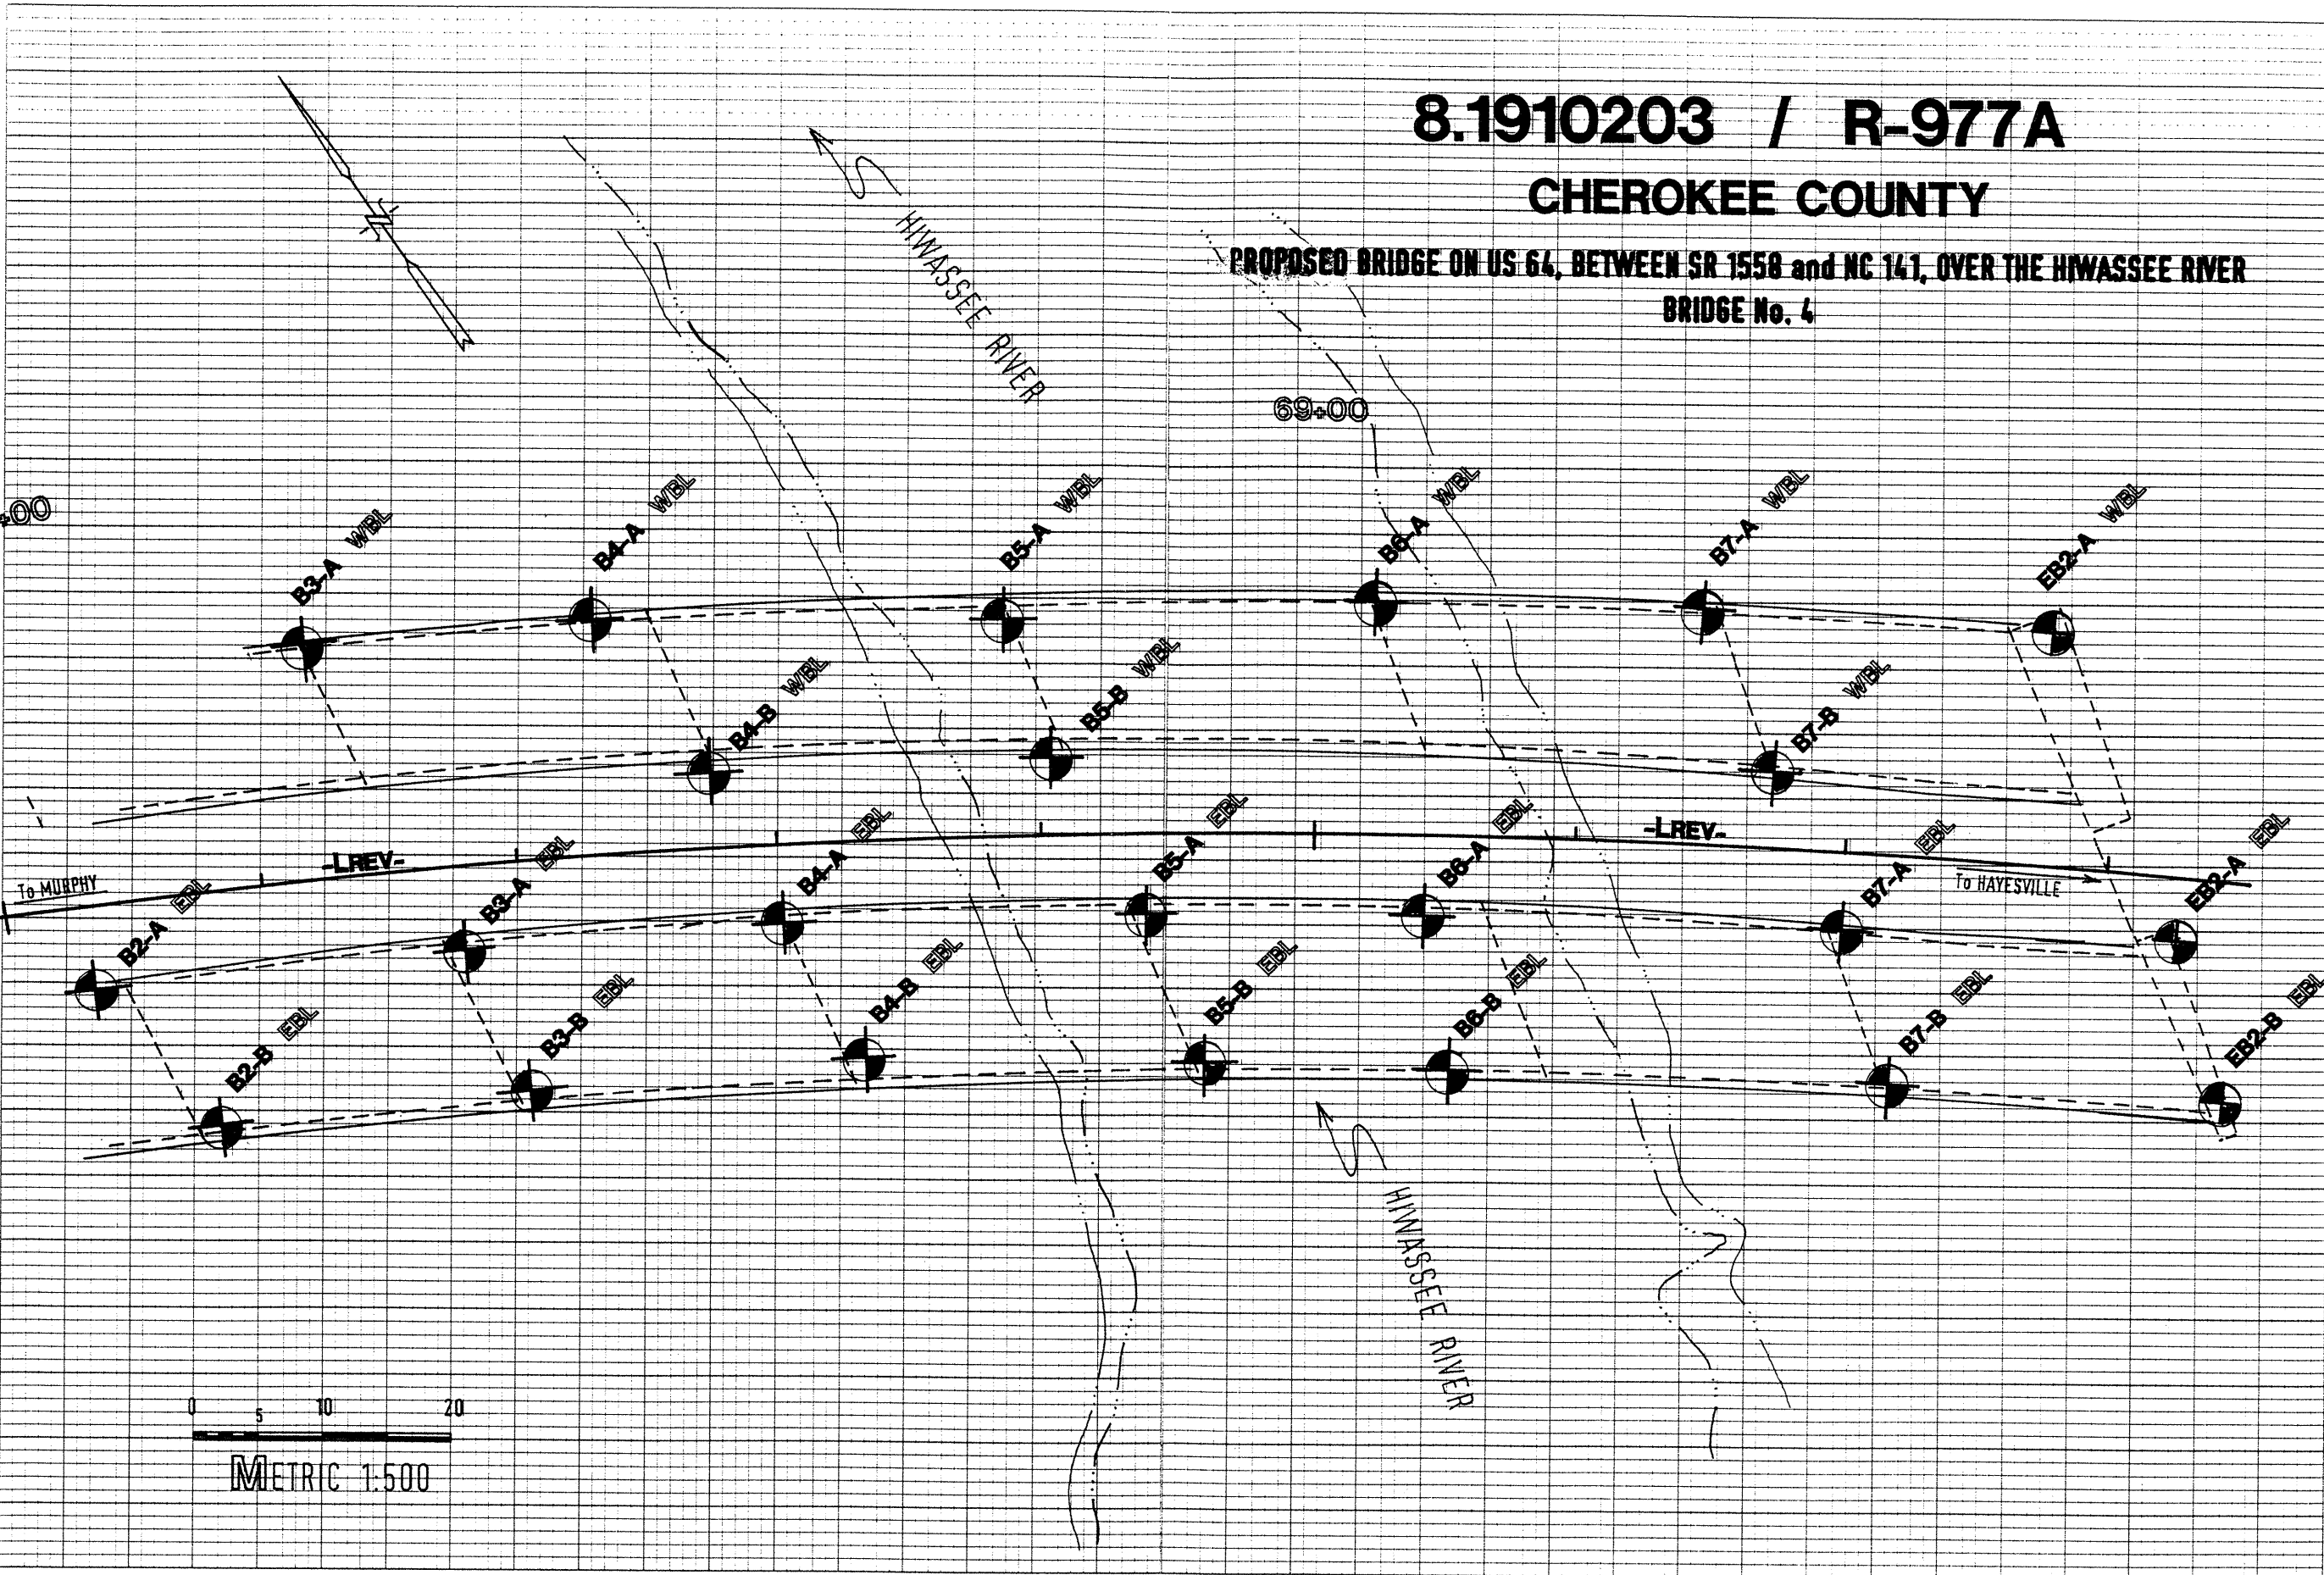 8.1910203 / R-977A
CHEROKEE COUNTY
PROPOSED BRIDGE ON US 64, BETWEEN SR 1558 and NC 141, OVER THE HIWASSEE RIVER
BRIDGE No. 4
HIWASSEE RIVER
69+00
+00
B3-A WBL
B4-A WBL
B5-A WBL
B6-A WBL
B7-A WBL
EB2-A WBL
B4-B WBL
B5-B WBL
B7-B WBL
-LREV-
-LREV-
To MURPHY
To HAYESVILLE
B2-A EBL
B3-A EBL
B4-A EBL
B5-A EBL
B6-A EBL
B7-A EBL
EB2-A EBL
B2-B EBL
B3-B EBL
B4-B EBL
B5-B EBL
B6-B EBL
B7-B EBL
EB2-B EBL
HIWASSEE RIVER
0 5 10 20
METRIC 1:500